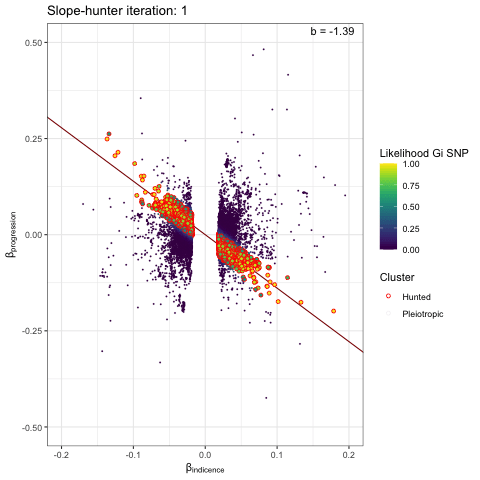 Slope-hunter iteration: 1
b = -1.39
0.50
0.25
0.00
-0.25
-0.50
βprogression
-0.2
-0.1
0.0
0.1
0.2
βindicence
Likelihood Gi SNP
1.00
0.75
0.50
0.25
0.00
Cluster
Hunted
Pleiotropic